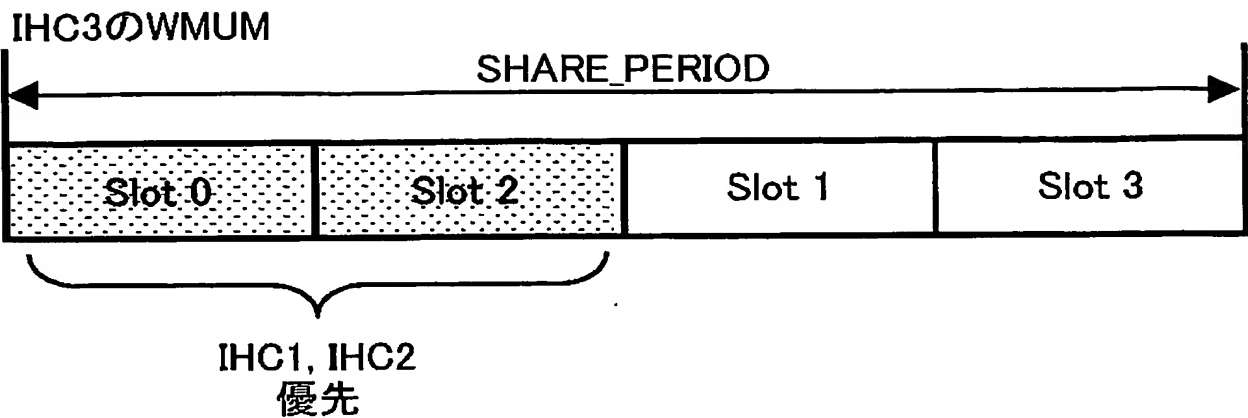 IHC3のWMUM
SHARE_PERIOD
Slot 0
Slot 2
Slot 1
Slot 3
IHC1, IHC2
優先